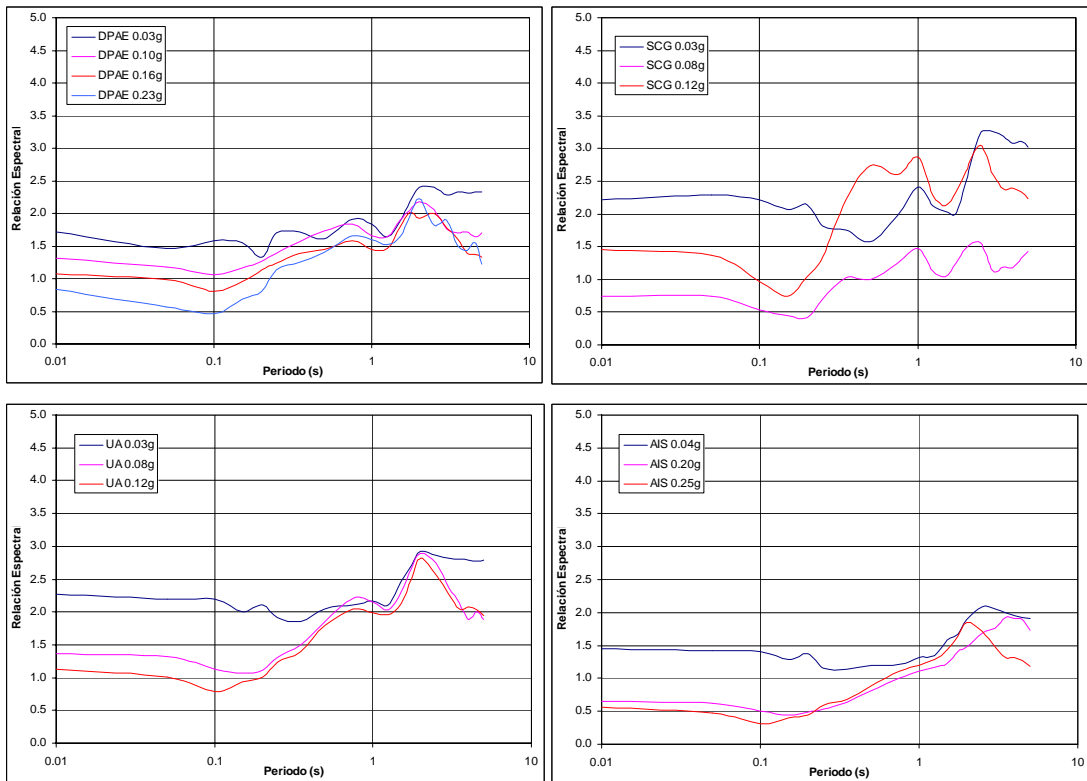 5.0
4.5
4.0
3.5
3.0
2.5
2.0
1.5
1.0
0.5
0.0
Relación Espectral
DPAE 0.03g
DPAE 0.10g
DPAE 0.16g
DPAE 0.23g
0.01
0.1
1
10
Periodo (s)
5.0
4.5
4.0
3.5
3.0
2.5
2.0
1.5
1.0
0.5
0.0
Relación Espectral
SCG 0.03g
SCG 0.08g
SCG 0.12g
0.01
0.1
1
10
Periodo (s)
5.0
4.5
4.0
3.5
3.0
2.5
2.0
1.5
1.0
0.5
0.0
Relación Espectral
UA 0.03g
UA 0.08g
UA 0.12g
0.01
0.1
1
10
Periodo (s)
5.0
4.5
4.0
3.5
3.0
2.5
2.0
1.5
1.0
0.5
0.0
Relación Espectral
AIS 0.04g
AIS 0.20g
AIS 0.25g
0.01
0.1
1
10
Periodo (s)